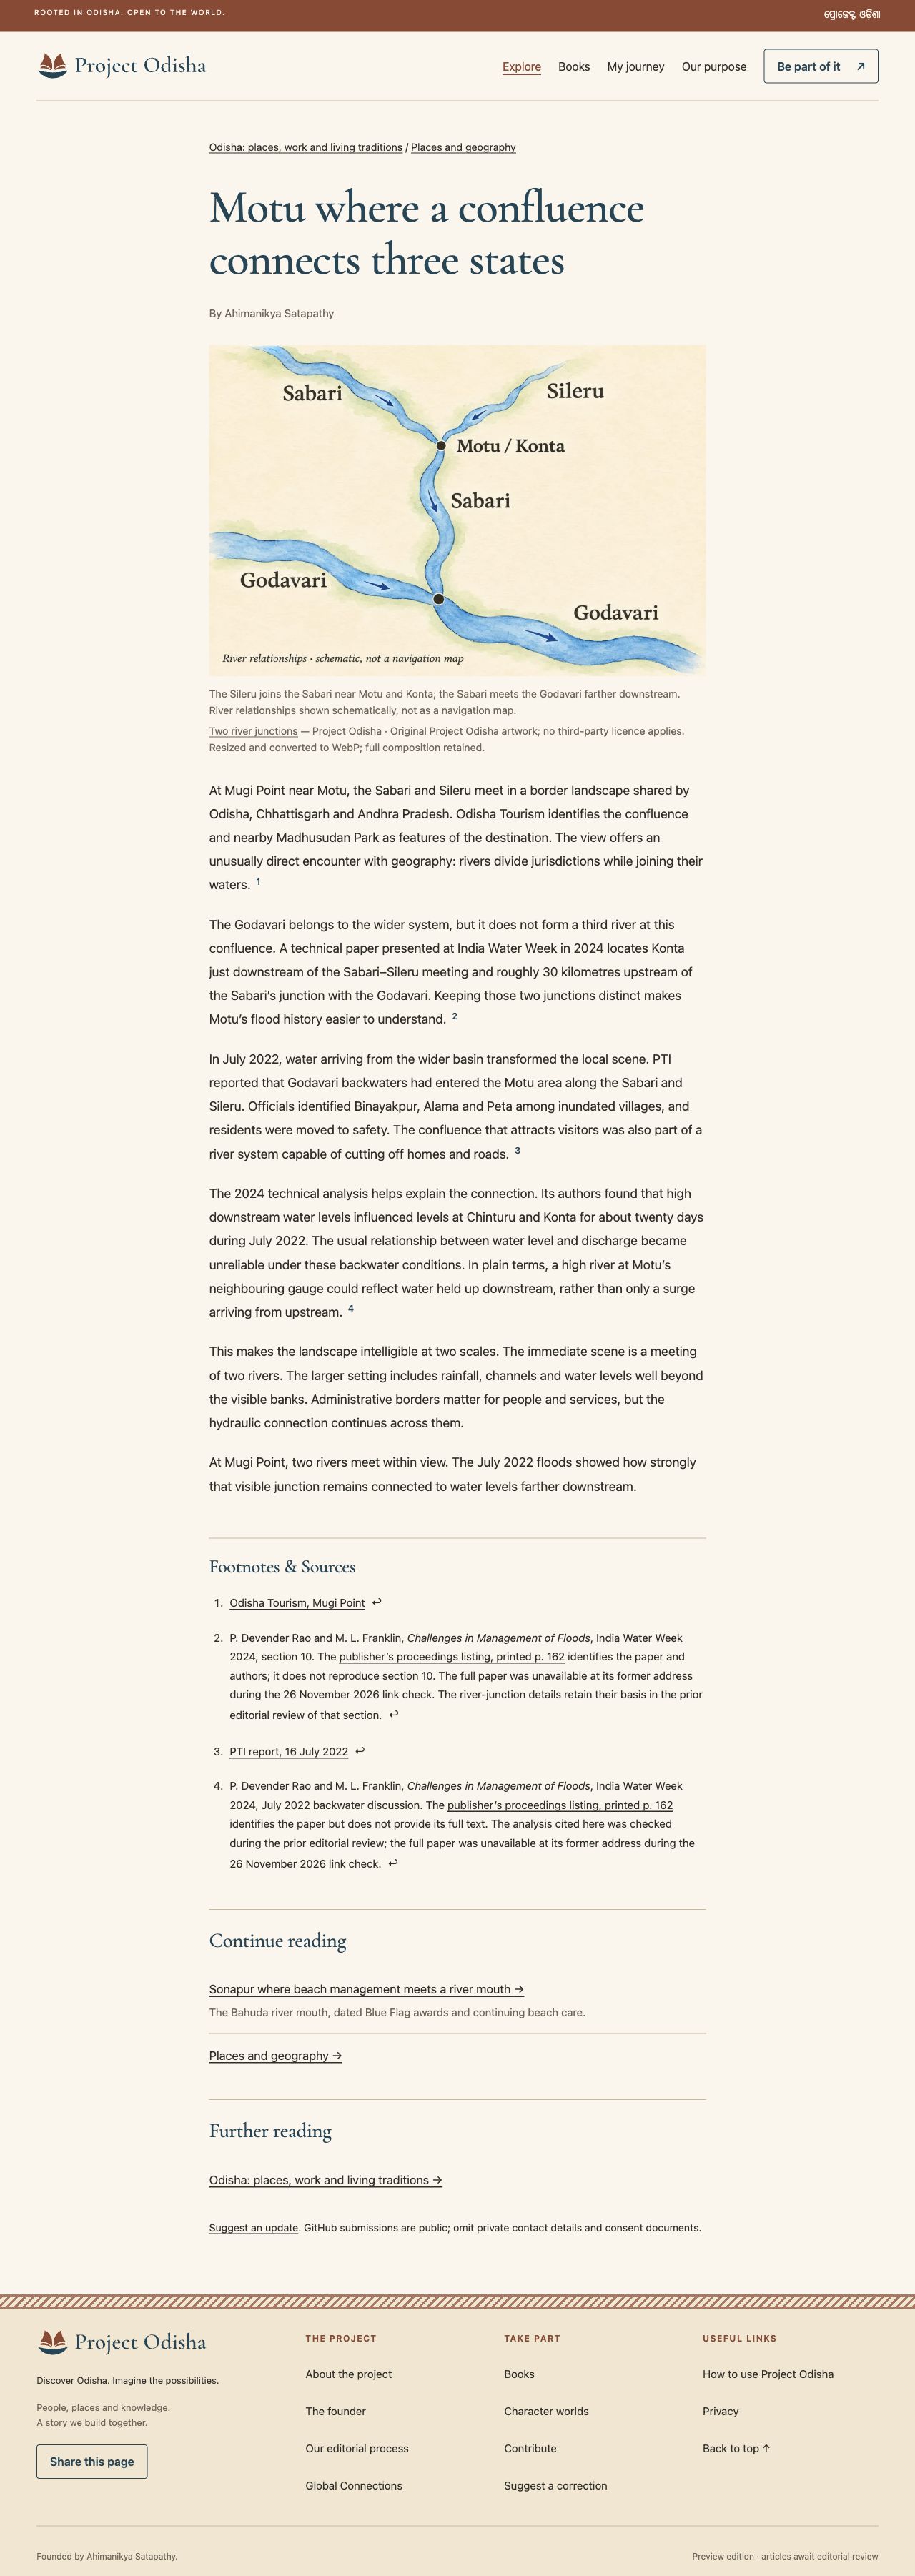 ROOTED IN ODISHA. OPEN TO THE WORLD.
ପ୍ରୋଜେକ୍ଟ ଓଡ଼ିଶା
Project Odisha
Explore
Books
My journey
Our purpose
Be part of it ↗
Odisha: places, work and living traditions / Places and geography
Motu where a confluence
connects three states
By Ahimanikya Satapathy
Sabari
Sileru
Motu / Konta
Sabari
Godavari
Godavari
River relationships · schematic, not a navigation map
The Sileru joins the Sabari near Motu and Konta; the Sabari meets the Godavari farther downstream.
River relationships shown schematically, not as a navigation map.
Two river junctions — Project Odisha · Original Project Odisha artwork; no third-party licence applies.
Resized and converted to WebP; full composition retained.
At Mugi Point near Motu, the Sabari and Sileru meet in a border landscape shared by
Odisha, Chhattisgarh and Andhra Pradesh. Odisha Tourism identifies the confluence
and nearby Madhusudan Park as features of the destination. The view offers an
unusually direct encounter with geography: rivers divide jurisdictions while joining their
waters. 1
The Godavari belongs to the wider system, but it does not form a third river at this
confluence. A technical paper presented at India Water Week in 2024 locates Konta
just downstream of the Sabari–Sileru meeting and roughly 30 kilometres upstream of
the Sabari’s junction with the Godavari. Keeping those two junctions distinct makes
Motu’s flood history easier to understand. 2
In July 2022, water arriving from the wider basin transformed the local scene. PTI
reported that Godavari backwaters had entered the Motu area along the Sabari and
Sileru. Officials identified Binayakpur, Alama and Peta among inundated villages, and
residents were moved to safety. The confluence that attracts visitors was also part of a
river system capable of cutting off homes and roads. 3
The 2024 technical analysis helps explain the connection. Its authors found that high
downstream water levels influenced levels at Chinturu and Konta for about twenty days
during July 2022. The usual relationship between water level and discharge became
unreliable under these backwater conditions. In plain terms, a high river at Motu’s
neighbouring gauge could reflect water held up downstream, rather than only a surge
arriving from upstream. 4
This makes the landscape intelligible at two scales. The immediate scene is a meeting
of two rivers. The larger setting includes rainfall, channels and water levels well beyond
the visible banks. Administrative borders matter for people and services, but the
hydraulic connection continues across them.
At Mugi Point, two rivers meet within view. The July 2022 floods showed how strongly
that visible junction remains connected to water levels farther downstream.
Footnotes & Sources
1. Odisha Tourism, Mugi Point ↩
2. P. Devender Rao and M. L. Franklin, Challenges in Management of Floods, India Water Week
2024, section 10. The publisher’s proceedings listing, printed p. 162 identifies the paper and
authors; it does not reproduce section 10. The full paper was unavailable at its former address
during the 26 November 2026 link check. The river-junction details retain their basis in the prior
editorial review of that section. ↩
3. PTI report, 16 July 2022 ↩
4. P. Devender Rao and M. L. Franklin, Challenges in Management of Floods, India Water Week
2024, July 2022 backwater discussion. The publisher’s proceedings listing, printed p. 162
identifies the paper but does not provide its full text. The analysis cited here was checked
during the prior editorial review; the full paper was unavailable at its former address during the
26 November 2026 link check. ↩
Continue reading
Sonapur where beach management meets a river mouth →
The Bahuda river mouth, dated Blue Flag awards and continuing beach care.
Places and geography →
Further reading
Odisha: places, work and living traditions →
Suggest an update. GitHub submissions are public; omit private contact details and consent documents.
Project Odisha
Discover Odisha. Imagine the possibilities.
People, places and knowledge.
A story we build together.
Share this page
THE PROJECT
About the project
The founder
Our editorial process
Global Connections
TAKE PART
Books
Character worlds
Contribute
Suggest a correction
USEFUL LINKS
How to use Project Odisha
Privacy
Back to top ↑
Founded by Ahimanikya Satapathy.
Preview edition · articles await editorial review